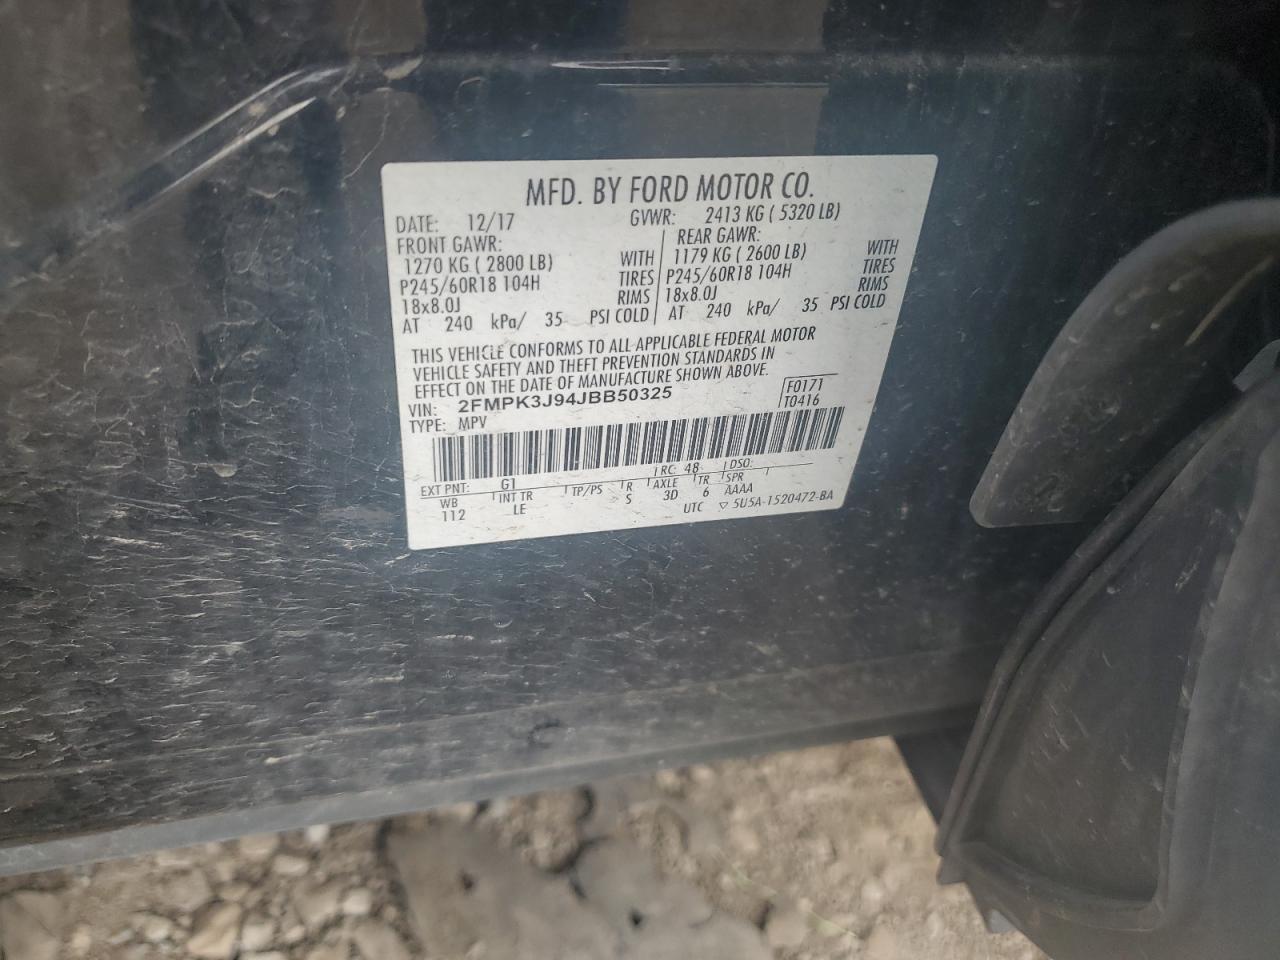 MFD. BY FORD MOTOR CO.
DATE: 12/17 GVWR: 2413 KG ( 5320 LB)
FRONT GAWR: REAR GAWR:
1270 KG ( 2800 LB) WITH 1179 KG ( 2600 LB) WITH
P245/60R18 104H TIRES P245/60R18 104H TIRES
18x8.0J RIMS 18x8.0J RIMS
AT 240 kPa/ 35 PSI COLD AT 240 kPa/ 35 PSI COLD
THIS VEHICLE CONFORMS TO ALL APPLICABLE FEDERAL MOTOR
VEHICLE SAFETY AND THEFT PREVENTION STANDARDS IN
EFFECT ON THE DATE OF MANUFACTURE SHOWN ABOVE.
VIN: 2FMPK3J94JBB50325 F0171
TYPE: MPV T0416
EXT PNT: G1 RC: 48 DSO:
WB INT TR TP/PS R AXLE TR SPR
112 LE S 3D 6 AAAA
UTC ▽ 5U5A-1520472-BA